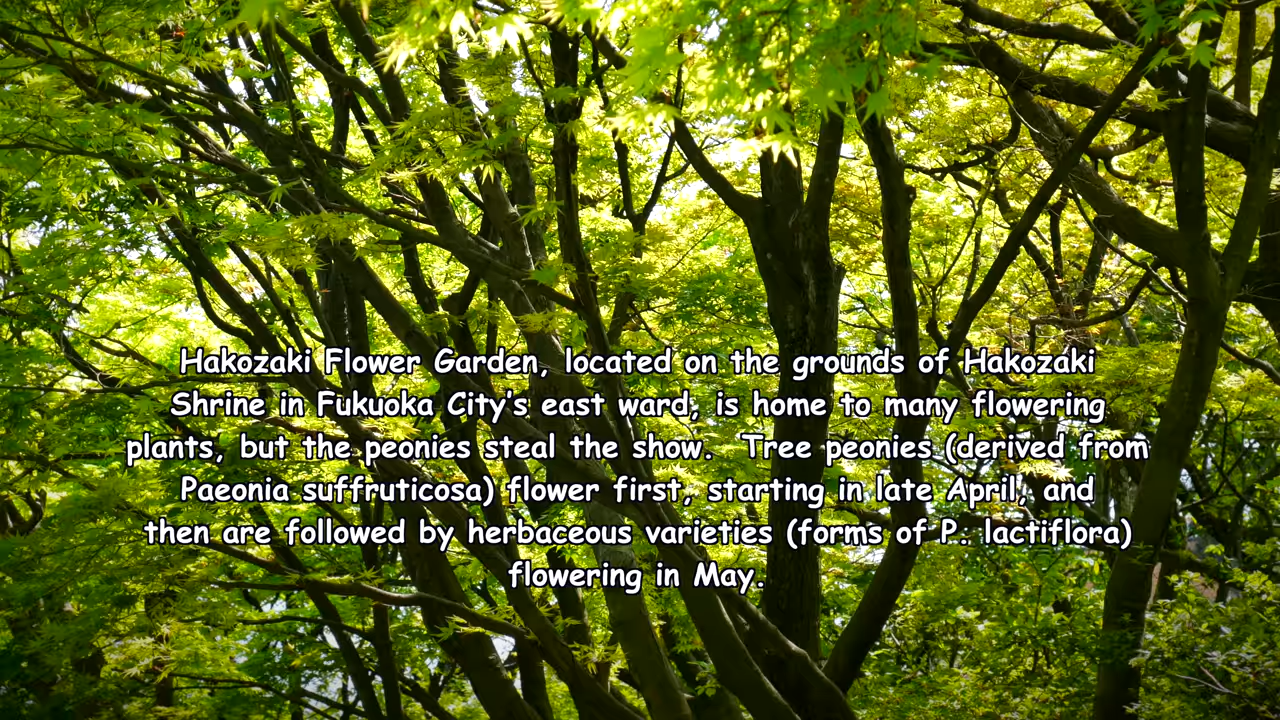 Hakozaki Flower Garden, located on the grounds of Hakozaki
Shrine in Fukuoka City's east ward, is home to many flowering
plants, but the peonies steal the show.  Tree peonies (derived from
Paeonia suffruticosa) flower first, starting in late April, and
then are followed by herbaceous varieties (forms of P. lactiflora)
flowering in May.